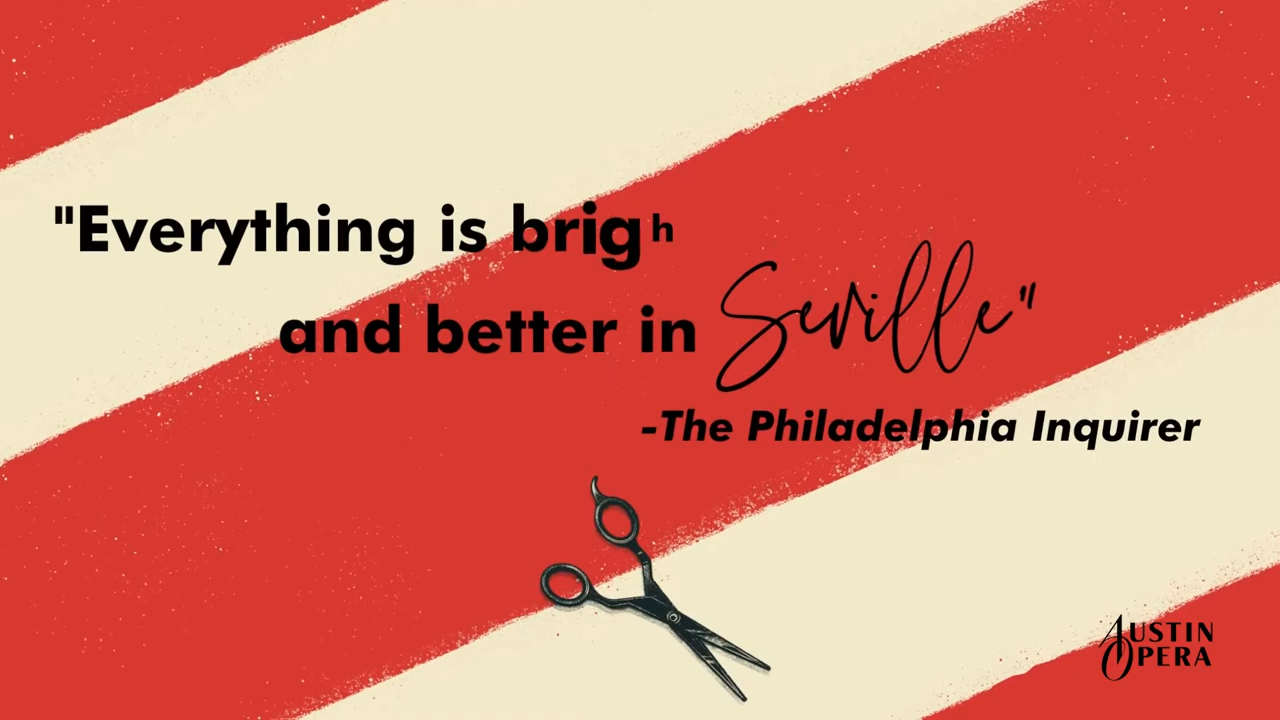 "Everything is brigh
and better in Seville"
-The Philadelphia Inquirer
AUSTIN
OPERA